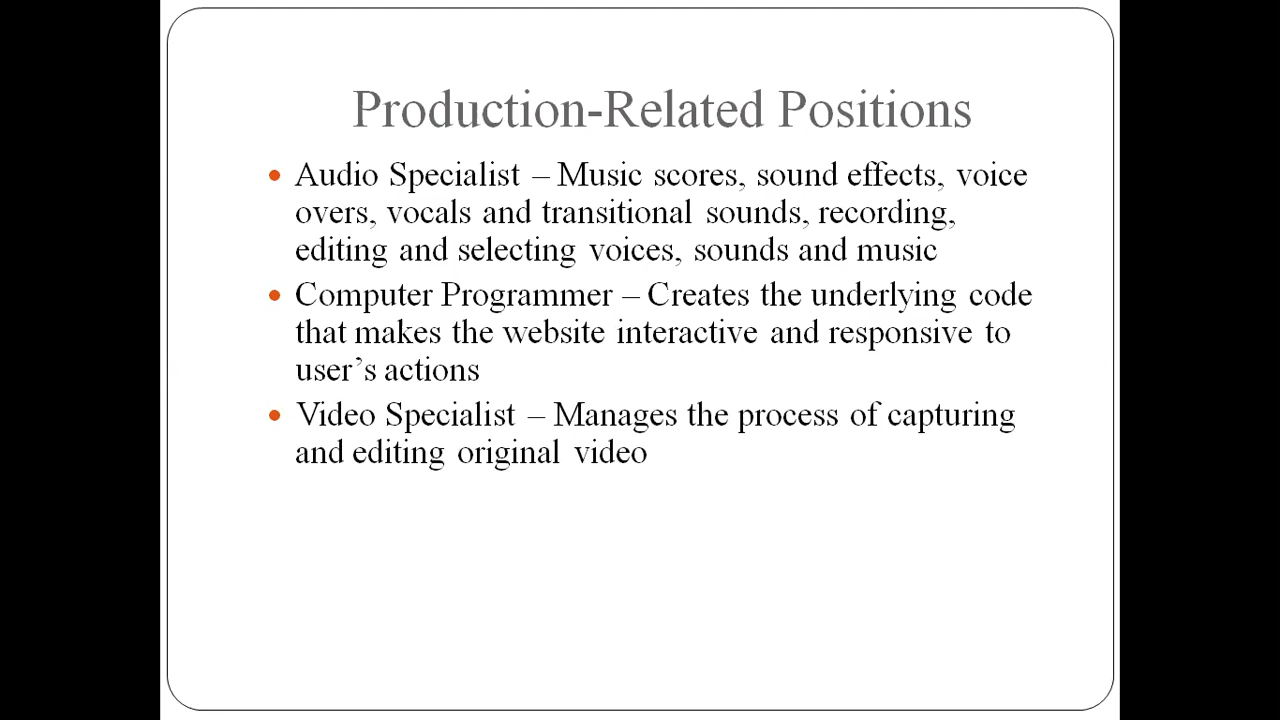 Production-Related Positions
• Audio Specialist – Music scores, sound effects, voice
overs, vocals and transitional sounds, recording,
editing and selecting voices, sounds and music
• Computer Programmer – Creates the underlying code
that makes the website interactive and responsive to
user’s actions
• Video Specialist – Manages the process of capturing
and editing original video